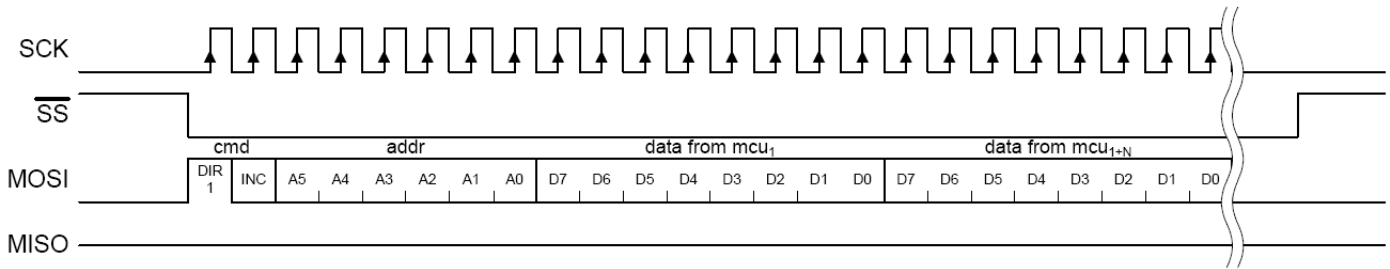 SCK
SS
cmd addr data from mcu1 data from mcu1+N
MOSI DIR 1 INC A5 A4 A3 A2 A1 A0 D7 D6 D5 D4 D3 D2 D1 D0 D7 D6 D5 D4 D3 D2 D1 D0
MISO